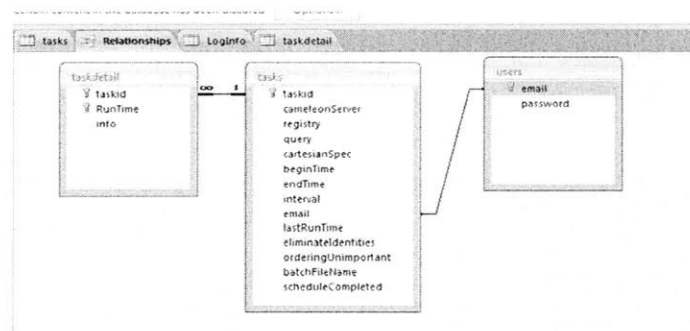 tasks Relationships LogInfo taskdetail
taskdetail
taskid
RunTime
info
∞ 1
tasks
taskid
cameleonServer
registry
query
cartesianSpec
beginTime
endTime
interval
email
lastRunTime
eliminateIdentities
orderingUnimportant
batchFileName
scheduleCompleted
users
email
password